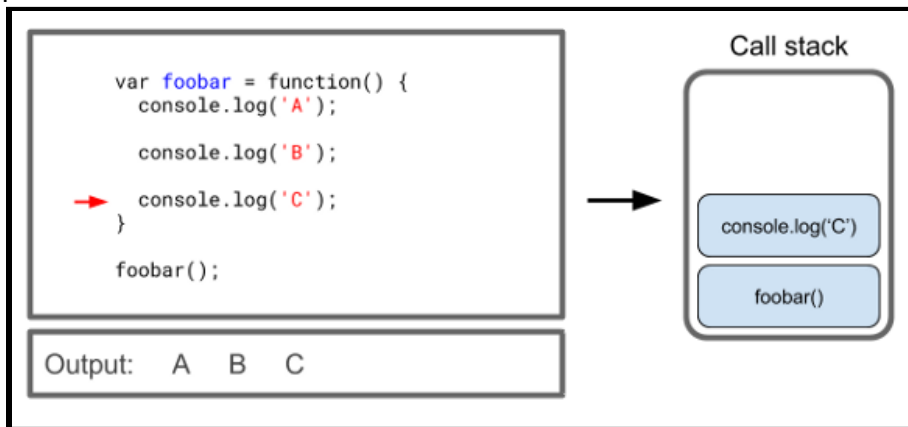 var foobar = function() {
console.log('A');
console.log('B');
console.log('C');
}
foobar();
Output: A B C
Call stack
console.log(‘C’)
foobar()